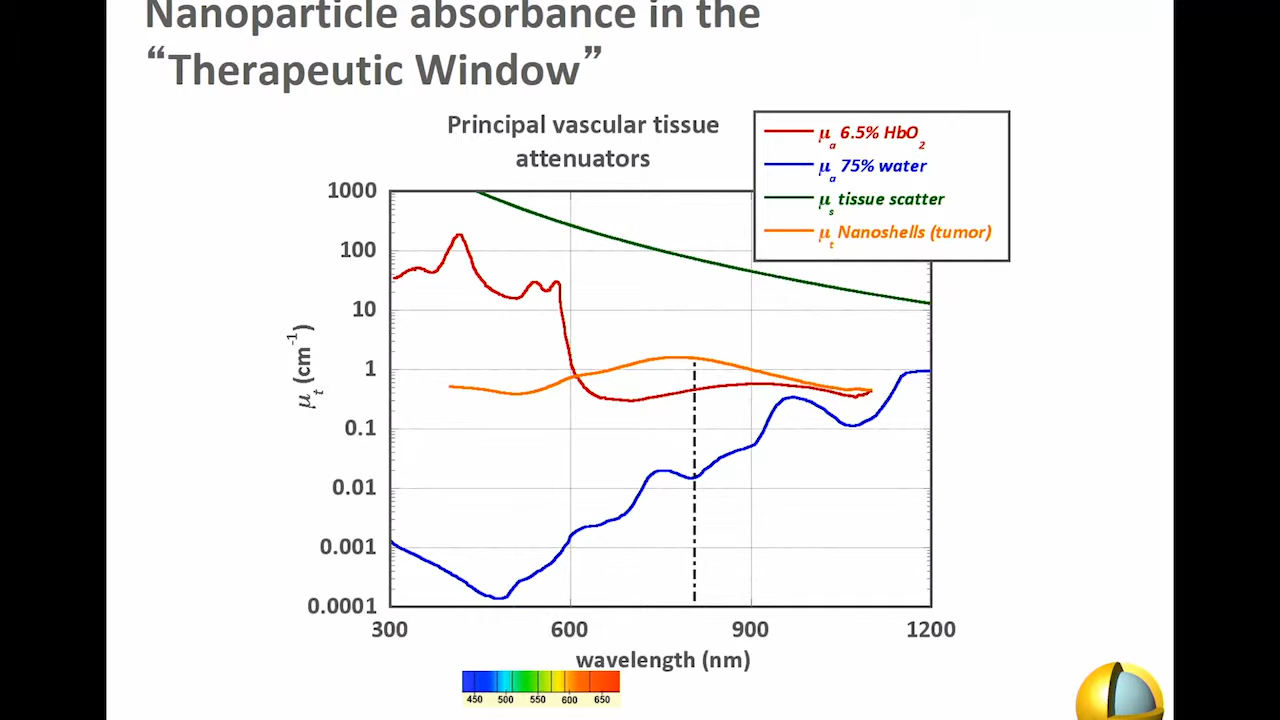 Nanoparticle absorbance in the
“Therapeutic Window”
Principal vascular tissue
attenuators
μa 6.5% HbO2
μa 75% water
μs tissue scatter
μt Nanoshells (tumor)
1000
100
10
1
0.1
0.01
0.001
0.0001
μt (cm-1)
300 600 900 1200
wavelength (nm)
450 500 550 600 650